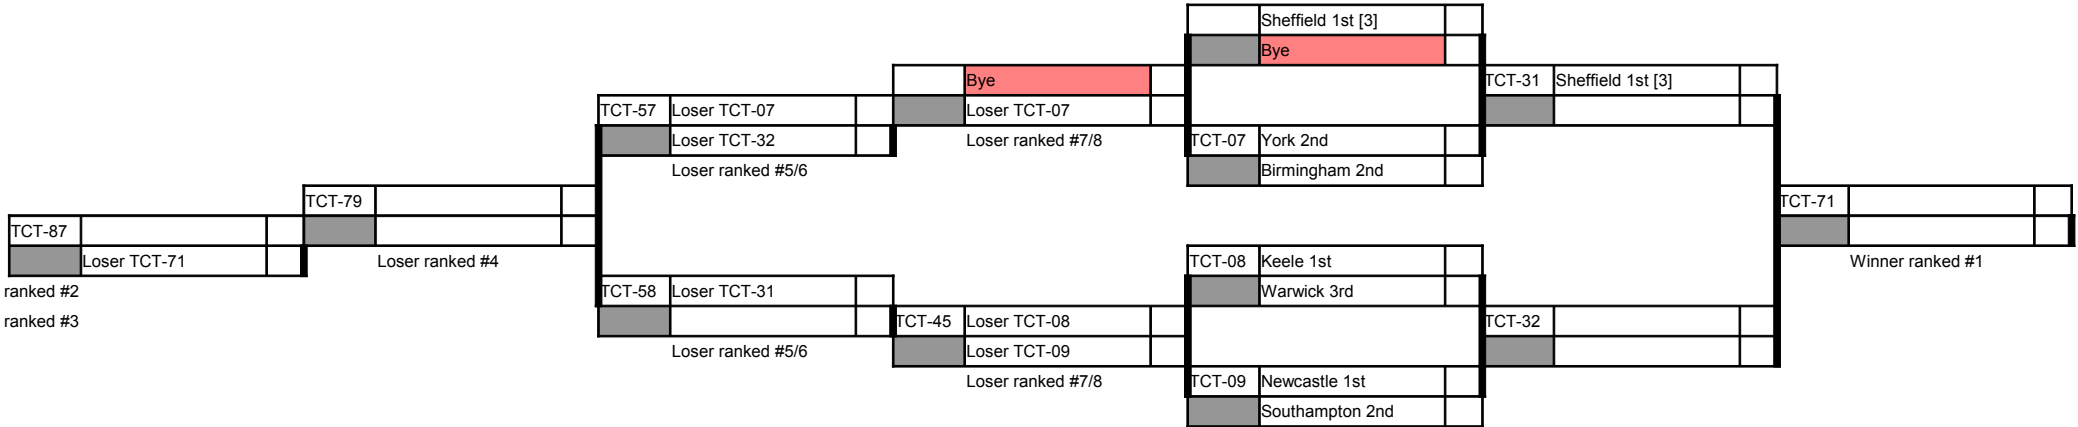 Sheffield 1st [3]
Bye
Bye
TCT-31 Sheffield 1st [3]
TCT-57 Loser TCT-07
Loser TCT-07
Loser TCT-32
Loser ranked #7/8
TCT-07 York 2nd
Loser ranked #5/6
Birmingham 2nd
TCT-79
TCT-71
TCT-87
Loser TCT-71
Loser ranked #4
TCT-08 Keele 1st
Winner ranked #1
ranked #2
TCT-58 Loser TCT-31
Warwick 3rd
ranked #3
TCT-45 Loser TCT-08
TCT-32
Loser ranked #5/6
Loser TCT-09
Loser ranked #7/8
TCT-09 Newcastle 1st
Southampton 2nd